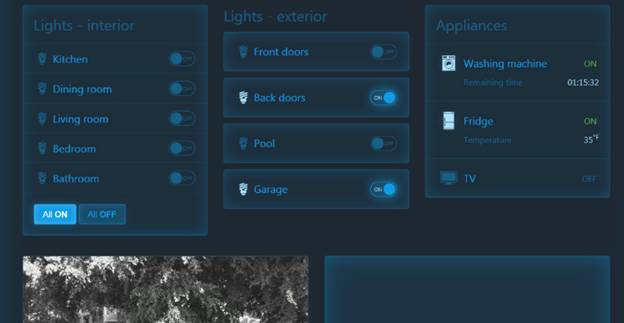 Lights - interior
Kitchen OFF
Dining room OFF
Living room OFF
Bedroom OFF
Bathroom OFF
All ON All OFF
Lights - exterior
Front doors OFF
Back doors ON
Pool OFF
Garage ON
Appliances
Washing machine ON
Remaining time 01:15:32
Fridge ON
Temperature 35°F
TV OFF